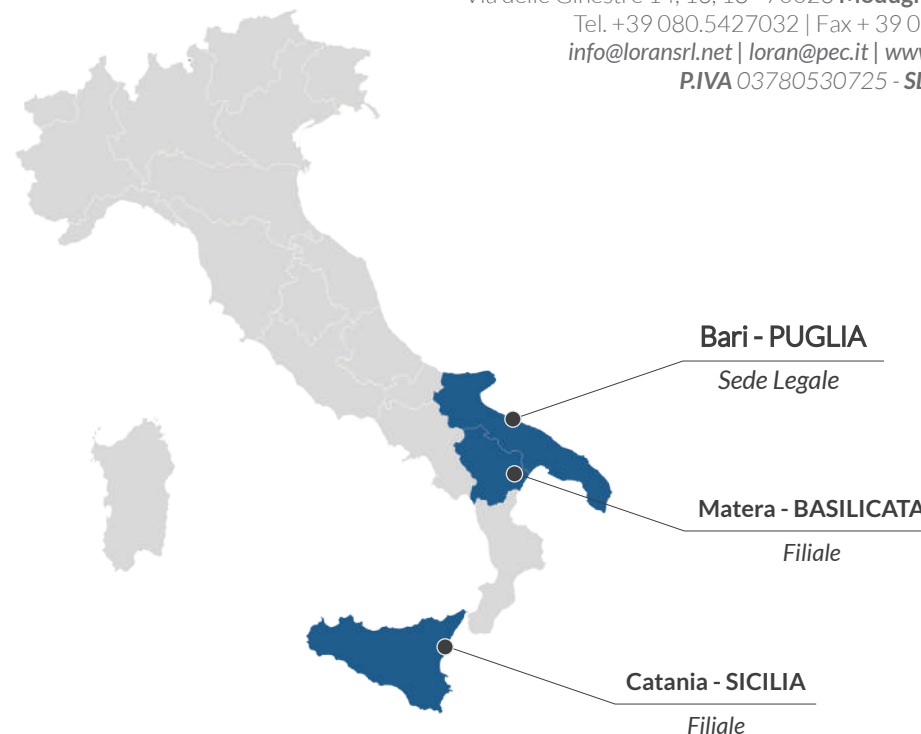 Tel. +39 080.5427032 | Fax + 39 0
info@loransrl.net | loran@pec.it | www
P.IVA 03780530725 -
Bari - PUGLIA
Sede Legale
Matera - BASILICATA
Filiale
Catania - SICILIA
Filiale